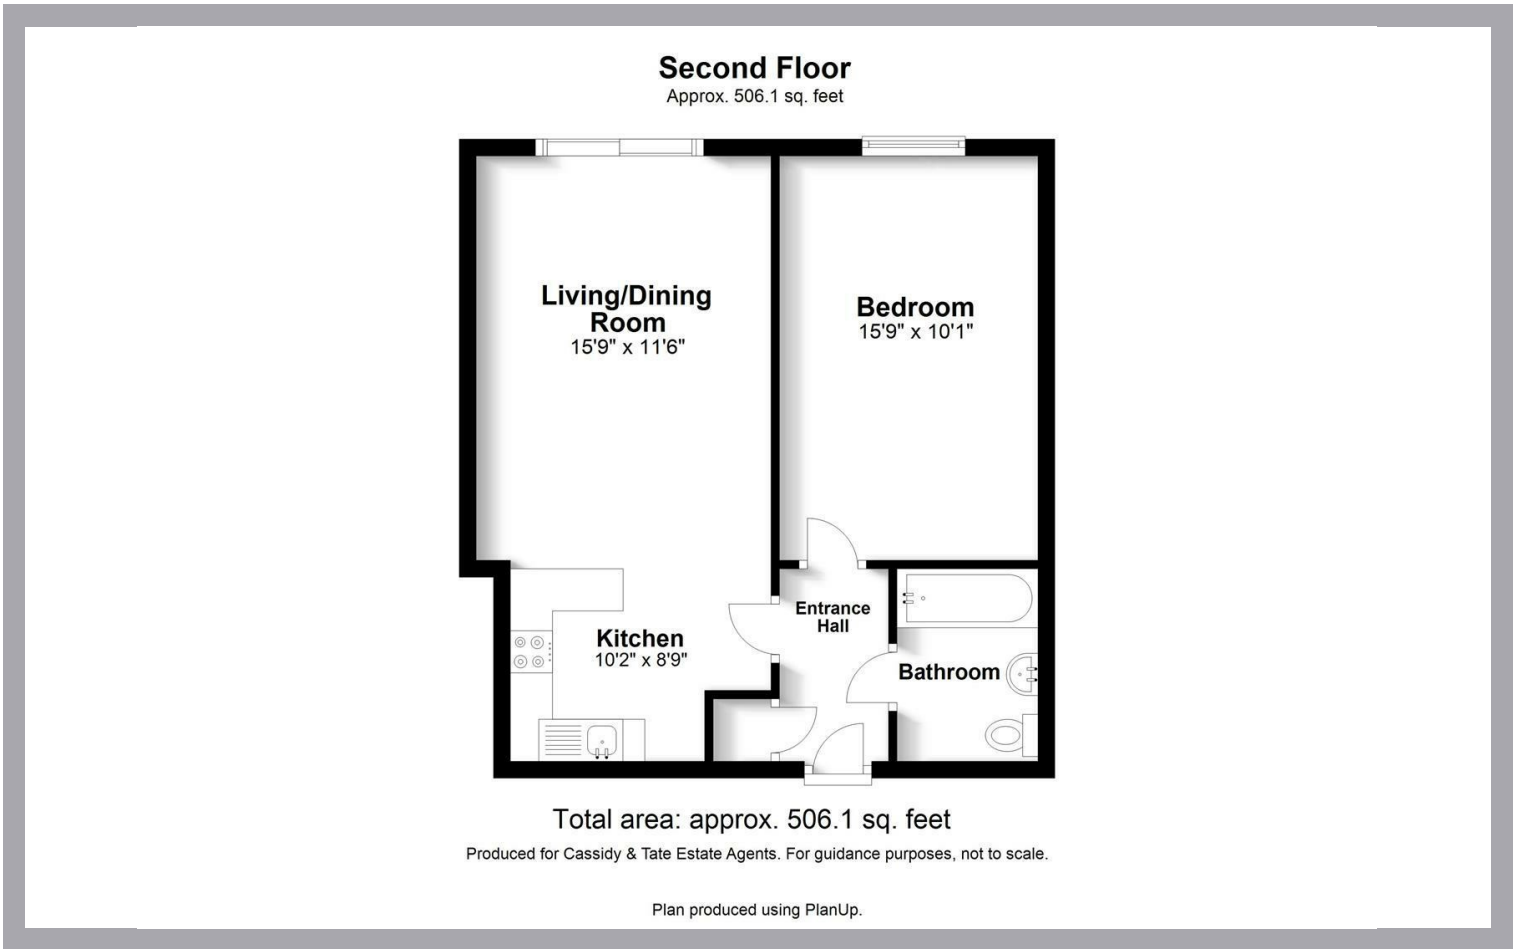 Second Floor
Approx. 506.1 sq. feet
Living/Dining
Room
15'9" x 11'6"
Bedroom
15'9" x 10'1"
Entrance
Hall
Kitchen
10'2" x 8'9"
Bathroom
Total area: approx. 506.1 sq. feet
Produced for Cassidy & Tate Estate Agents. For guidance purposes, not to scale.
Plan produced using PlanUp.